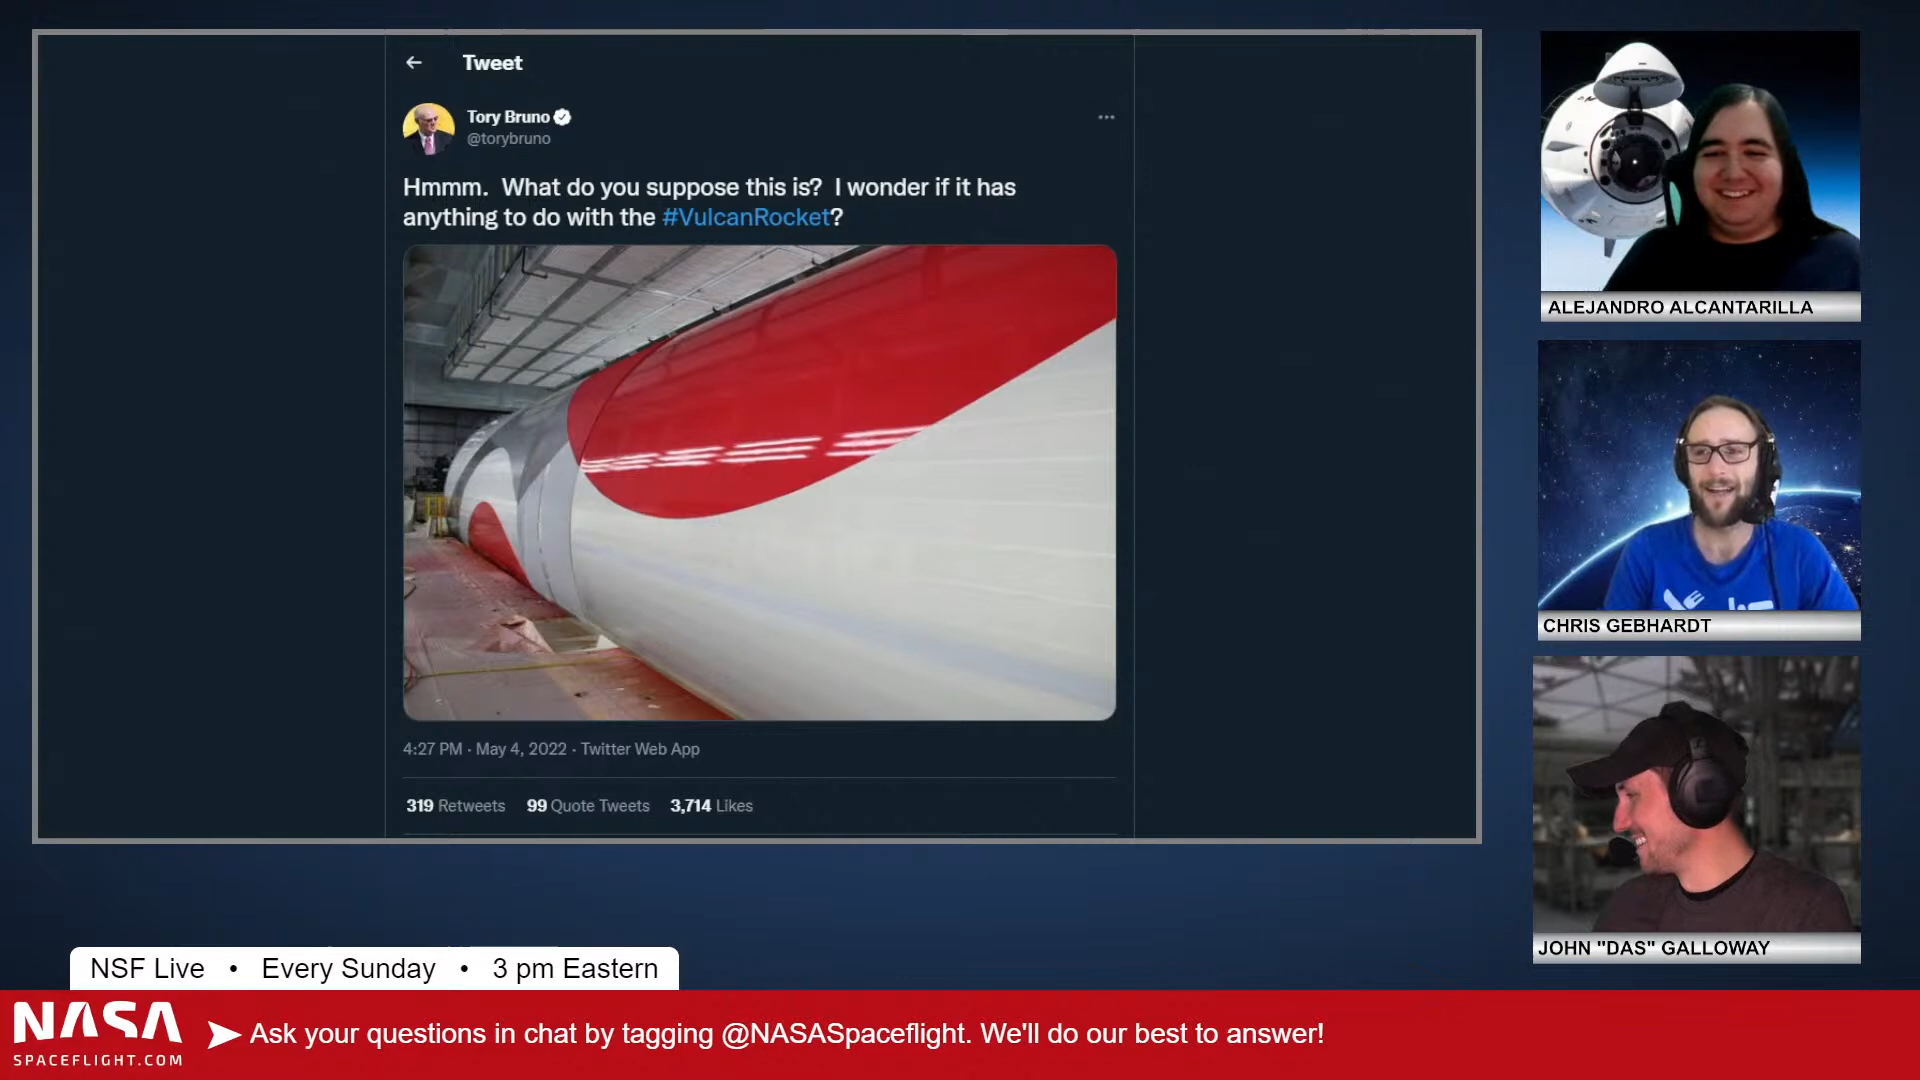 Tweet
Tory Bruno
@torybruno
Hmmm. What do you suppose this is? I wonder if it has
anything to do with the #VulcanRocket?
4:27 PM · May 4, 2022 · Twitter Web App
319 Retweets 99 Quote Tweets 3,714 Likes
ALEJANDRO ALCANTARILLA
CHRIS GEBHARDT
JOHN "DAS" GALLOWAY
NSF Live • Every Sunday • 3 pm Eastern
NASA
SPACEFLIGHT.COM
Ask your questions in chat by tagging @NASASpaceflight. We'll do our best to answer!